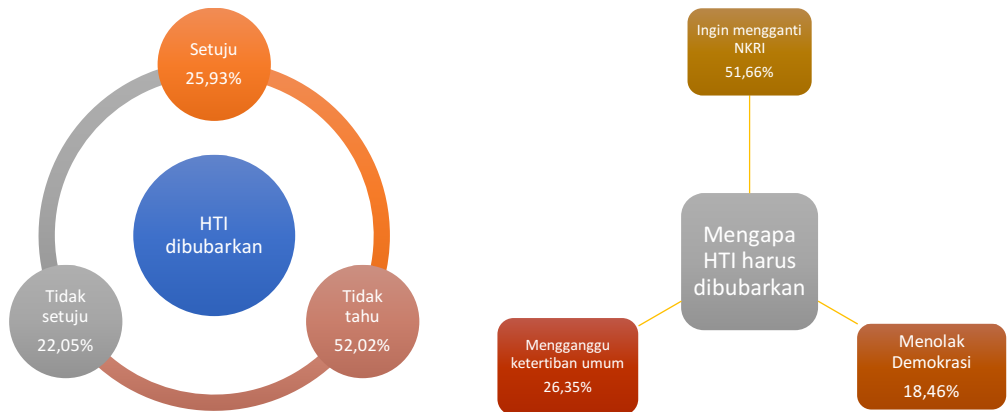 Setuju
25,93%
HTI
dibubarkan
Tidak
setuju
22,05%
Tidak
tahu
52,02%
Ingin mengganti
NKRI
51,66%
Mengapa
HTI harus
dibubarkan
Mengganggu
ketertiban umum
26,35%
Menolak
Demokrasi
18,46%